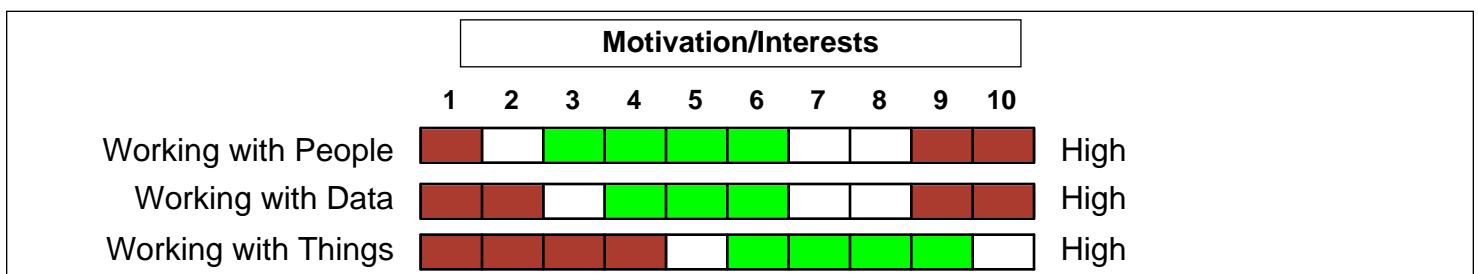 Motivation/Interests
1 2 3 4 5 6 7 8 9 10
Working with People High
Working with Data High
Working with Things High